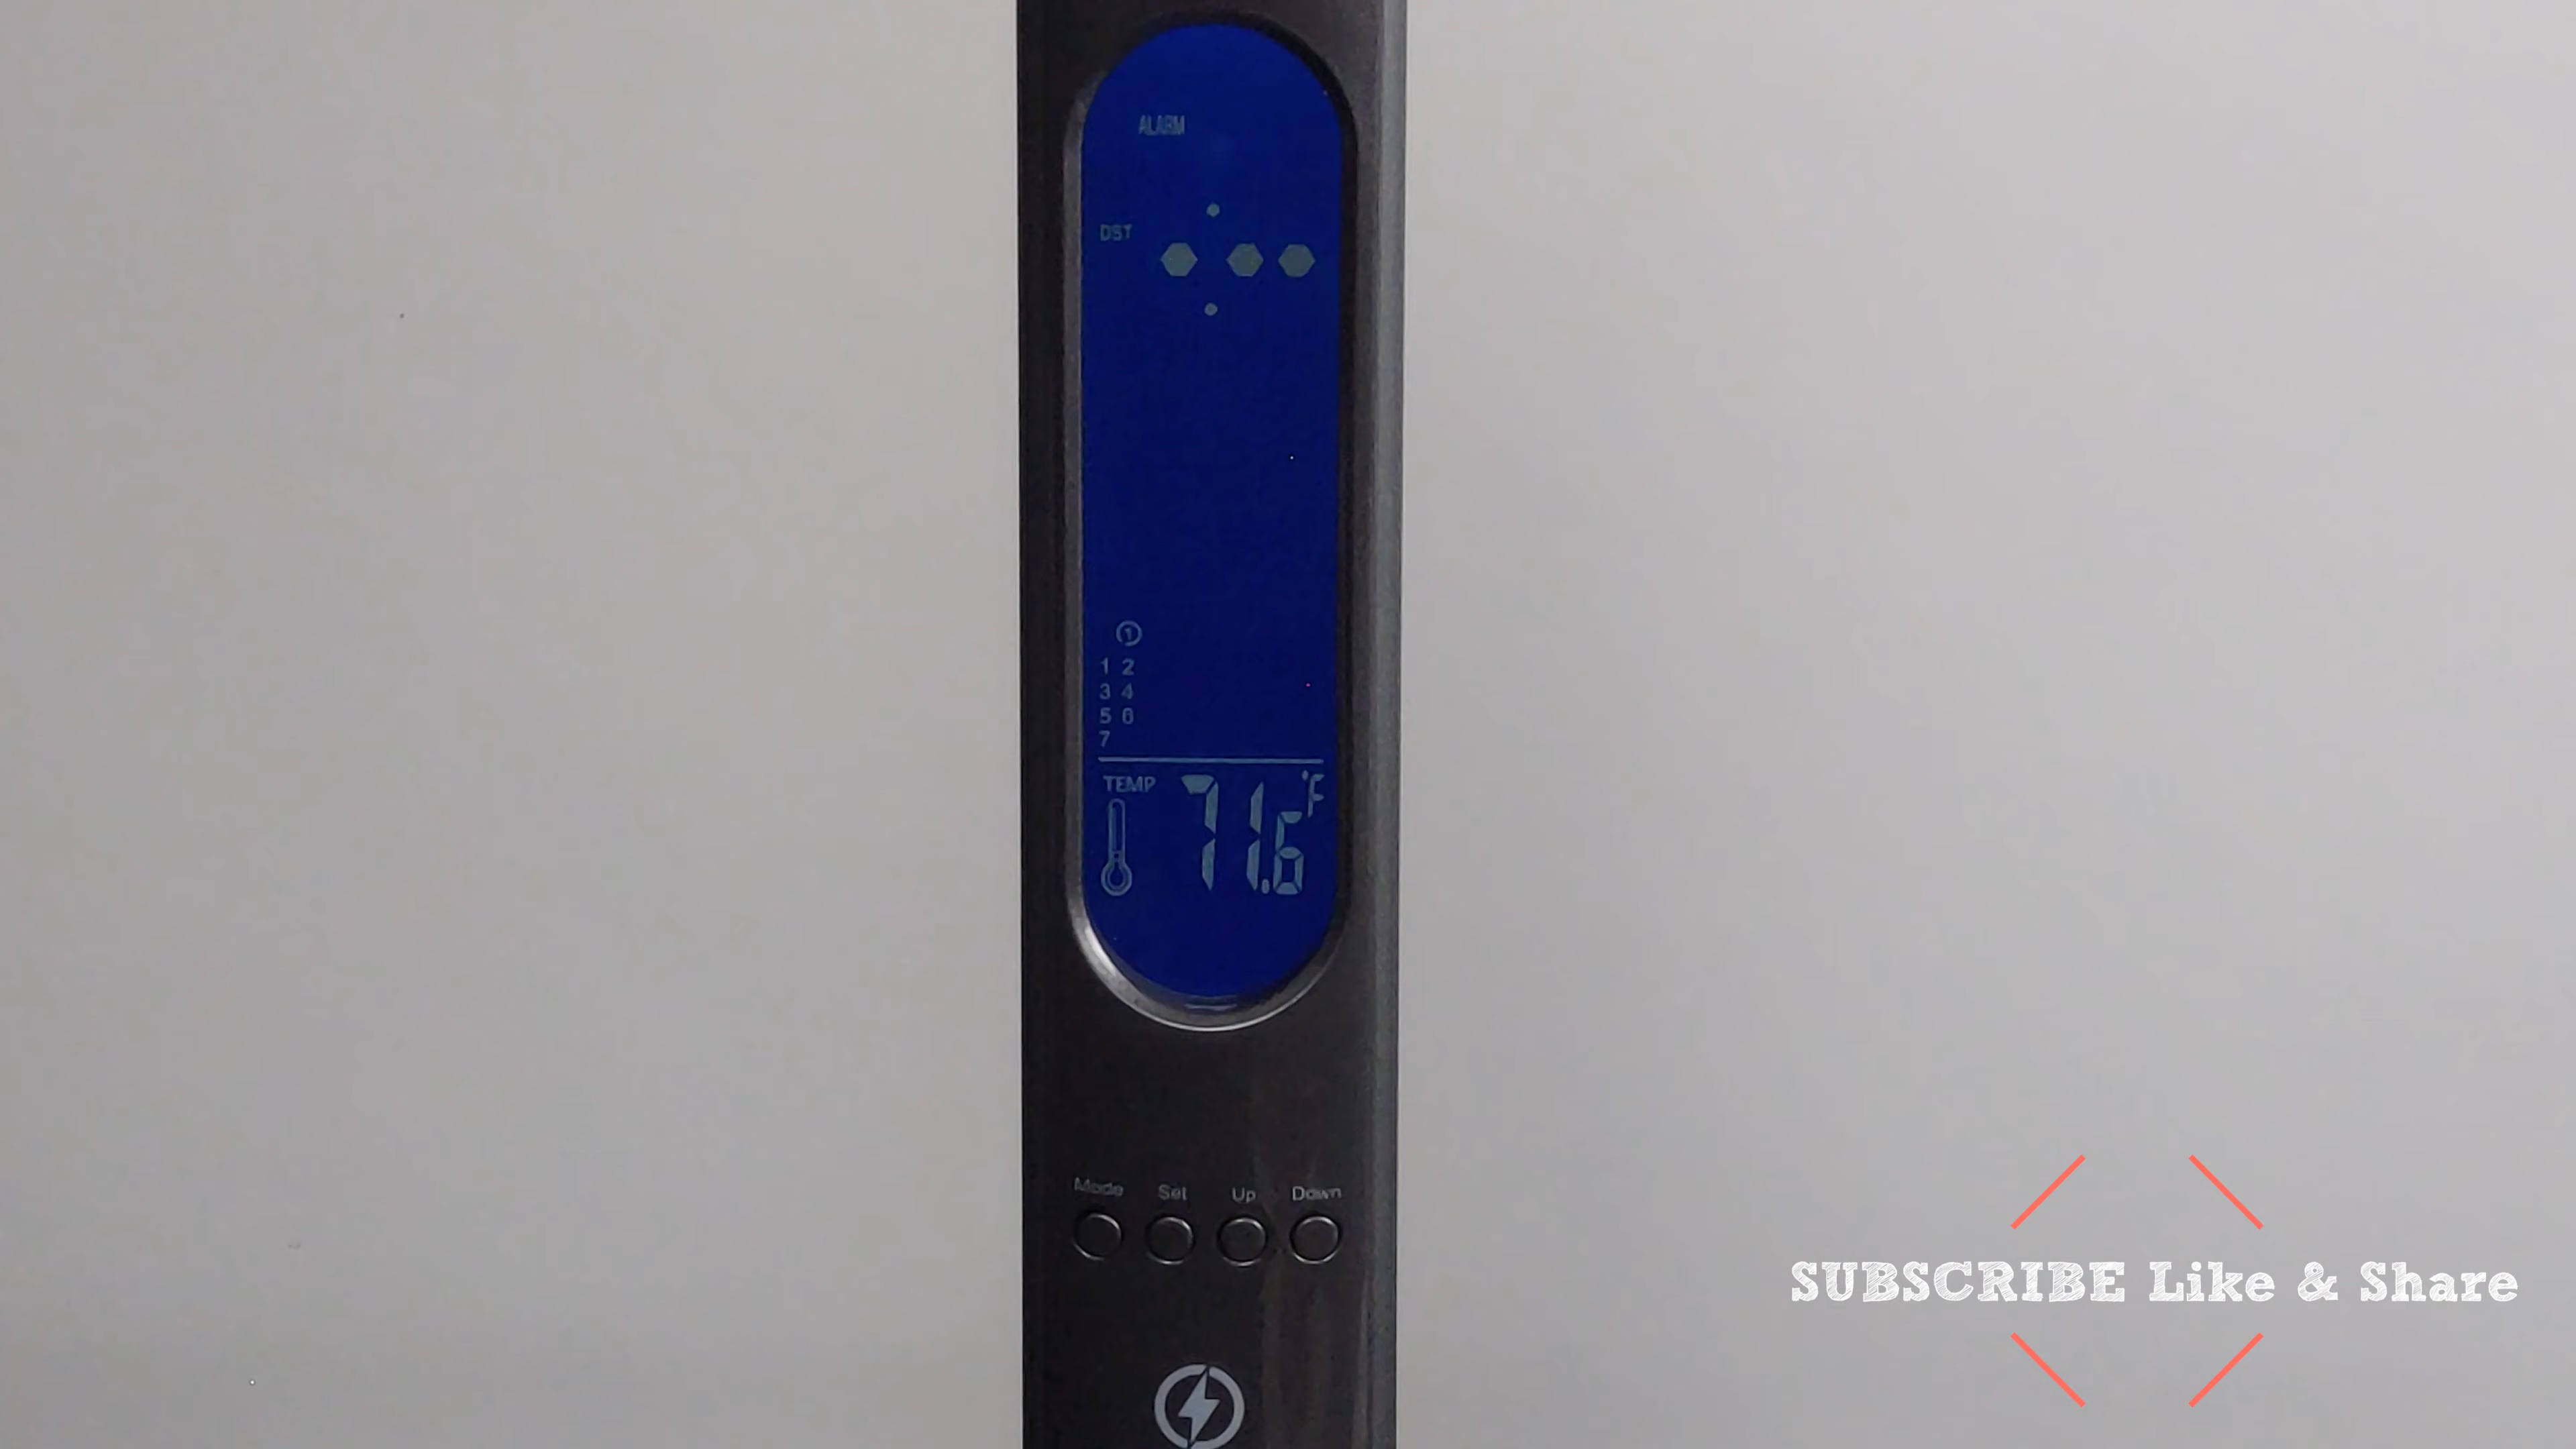 ALARM
DST
1
1 2
3 4
5 6
7
TEMP
71.6 °F
Mode Set Up Down
SUBSCRIBE Like & Share